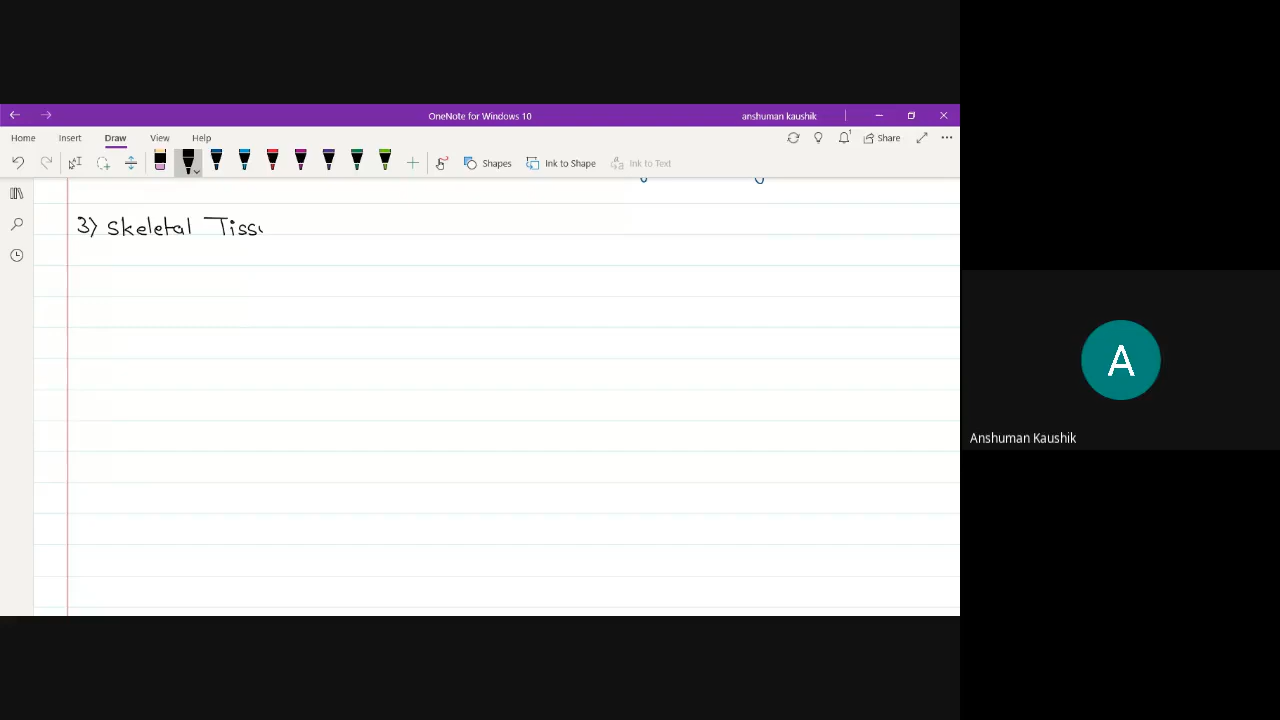 OneNote for Windows 10
anshuman kaushik
Home Insert Draw View Help
Share
Shapes Ink to Shape Ink to Text
3) Skeletal Tiss
A
Anshuman Kaushik